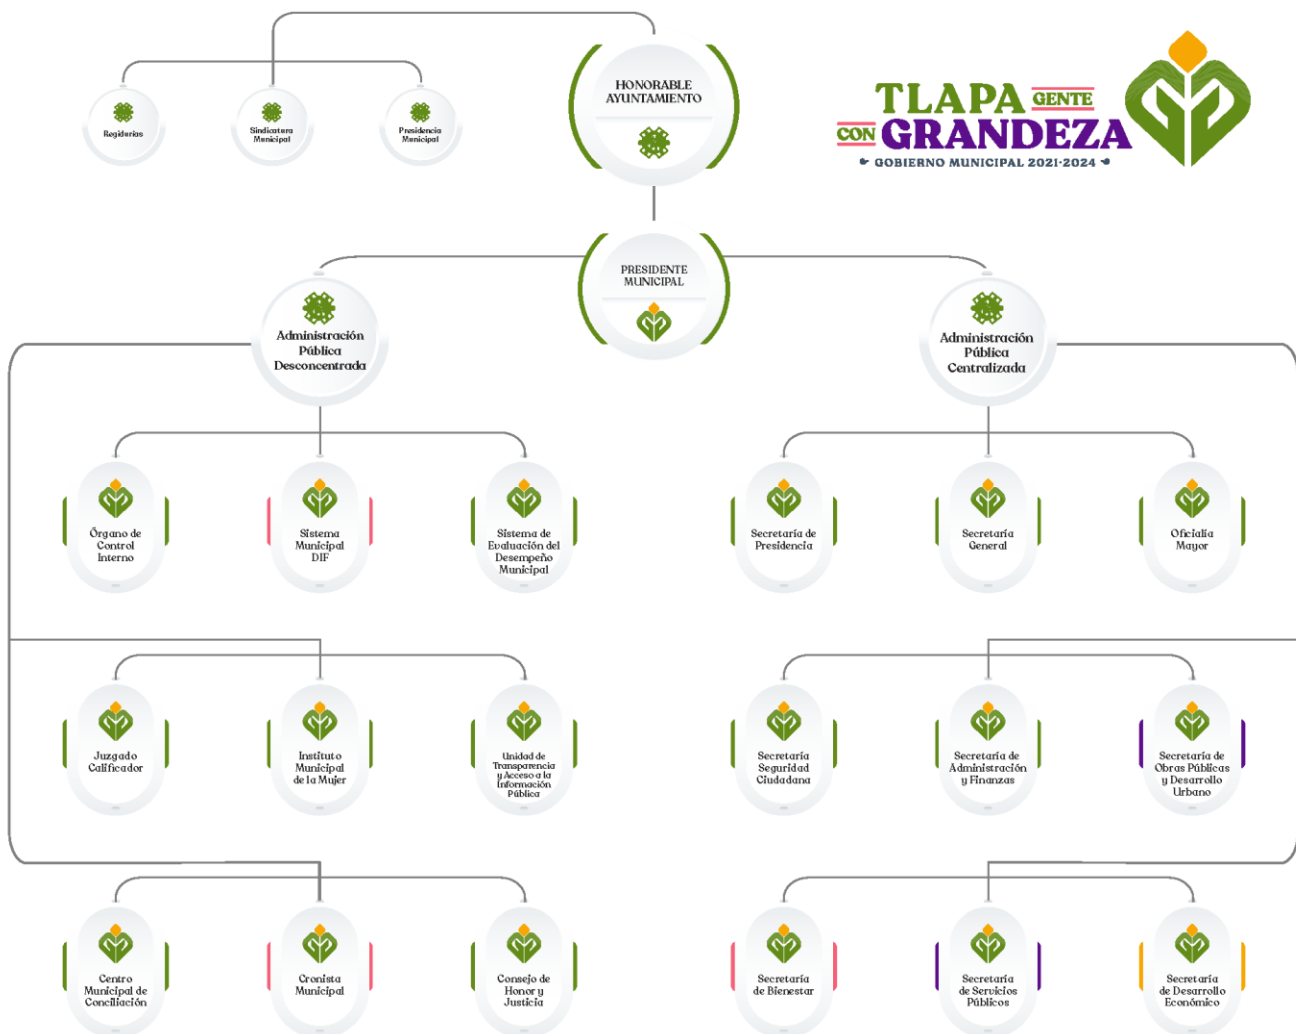 HONORABLE
AYUNTAMIENTO
Regidurías
Sindicatura
Municipal
Presidencia
Municipal
TLAPA GENTE
CON GRANDEZA
GOBIERNO MUNICIPAL 2021-2024
PRESIDENTE
MUNICIPAL
Administración
Pública
Desconcentrada
Administración
Pública
Centralizada
Órgano de
Control
Interno
Sistema
Municipal
DIF
Sistema de
Evaluación del
Desempeño
Municipal
Secretaría de
Presidencia
Secretaría
General
Oficialía
Mayor
Juzgado
Calificador
Instituto
Municipal
de la Mujer
Unidad de
Transparencia
y Acceso a la
Información
Pública
Secretaría
Seguridad
Ciudadana
Secretaría de
Administración
y Finanzas
Secretaría de
Obras Públicas
y Desarrollo
Urbano
Centro
Municipal de
Conciliación
Cronista
Municipal
Consejo de
Honor y
Justicia
Secretaría
de Bienestar
Secretaría
de Servicios
Públicos
Secretaría
de Desarrollo
Económico